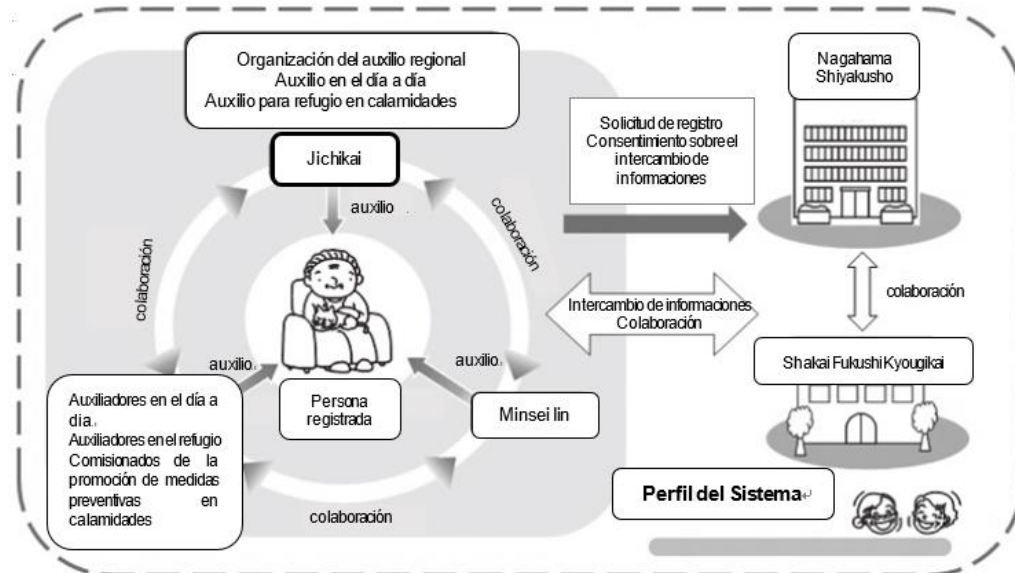 Organización del auxilio regional
Auxilio en el día a día
Auxilio para refugio en calamidades
Jichikai
auxilio
colaboración
colaboración
auxilio
auxilio
Persona
registrada
Minsei Iin
Auxiliadores en el día a
dia.
Auxiliadores en el refugio
Comisionados de la
promoción de medidas
preventivas en
calamidades
colaboración
Solicitud de registro
Consentimiento sobre el
intercambio de
informaciones
Nagahama
Shiyakusho
Intercambio de informaciones
Colaboración
colaboración
Shakai Fukushi Kyougikai
Perfil del Sistema